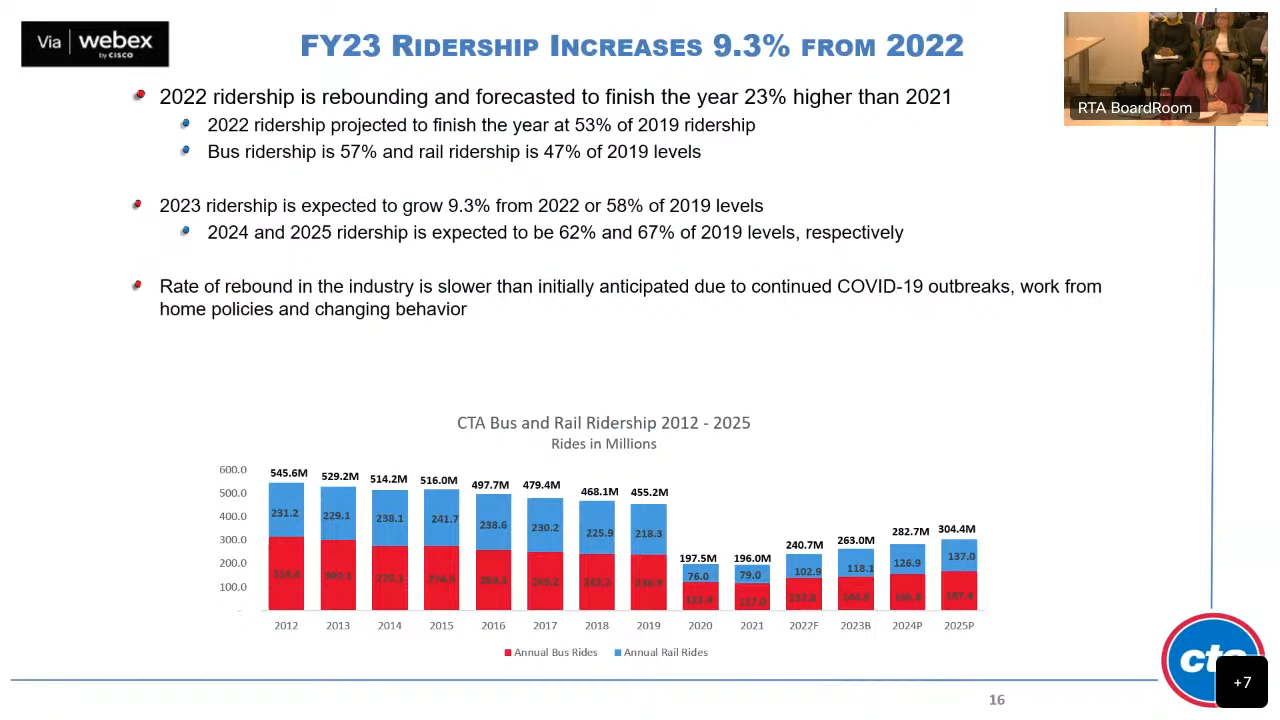 Via | webex
by CISCO
FY23 RIDERSHIP INCREASES 9.3% FROM 2022
RTA BoardRoom
2022 ridership is rebounding and forecasted to finish the year 23% higher than 2021
2022 ridership projected to finish the year at 53% of 2019 ridership
Bus ridership is 57% and rail ridership is 47% of 2019 levels
2023 ridership is expected to grow 9.3% from 2022 or 58% of 2019 levels
2024 and 2025 ridership is expected to be 62% and 67% of 2019 levels, respectively
Rate of rebound in the industry is slower than initially anticipated due to continued COVID-19 outbreaks, work from
home policies and changing behavior
CTA Bus and Rail Ridership 2012 - 2025
Rides in Millions
600.0
500.0
400.0
300.0
200.0
100.0
-
545.6M 529.2M 514.2M 516.0M 497.7M 479.4M 468.1M 455.2M 197.5M 196.0M 240.7M 263.0M 282.7M 304.4M
231.2 229.1 238.1 241.7 238.6 230.2 225.9 218.3 76.0 79.0 102.9 118.1 126.9 137.0
117.0
2012 2013 2014 2015 2016 2017 2018 2019 2020 2021 2022F 2023B 2024P 2025P
Annual Bus Rides Annual Rail Rides
+7
16